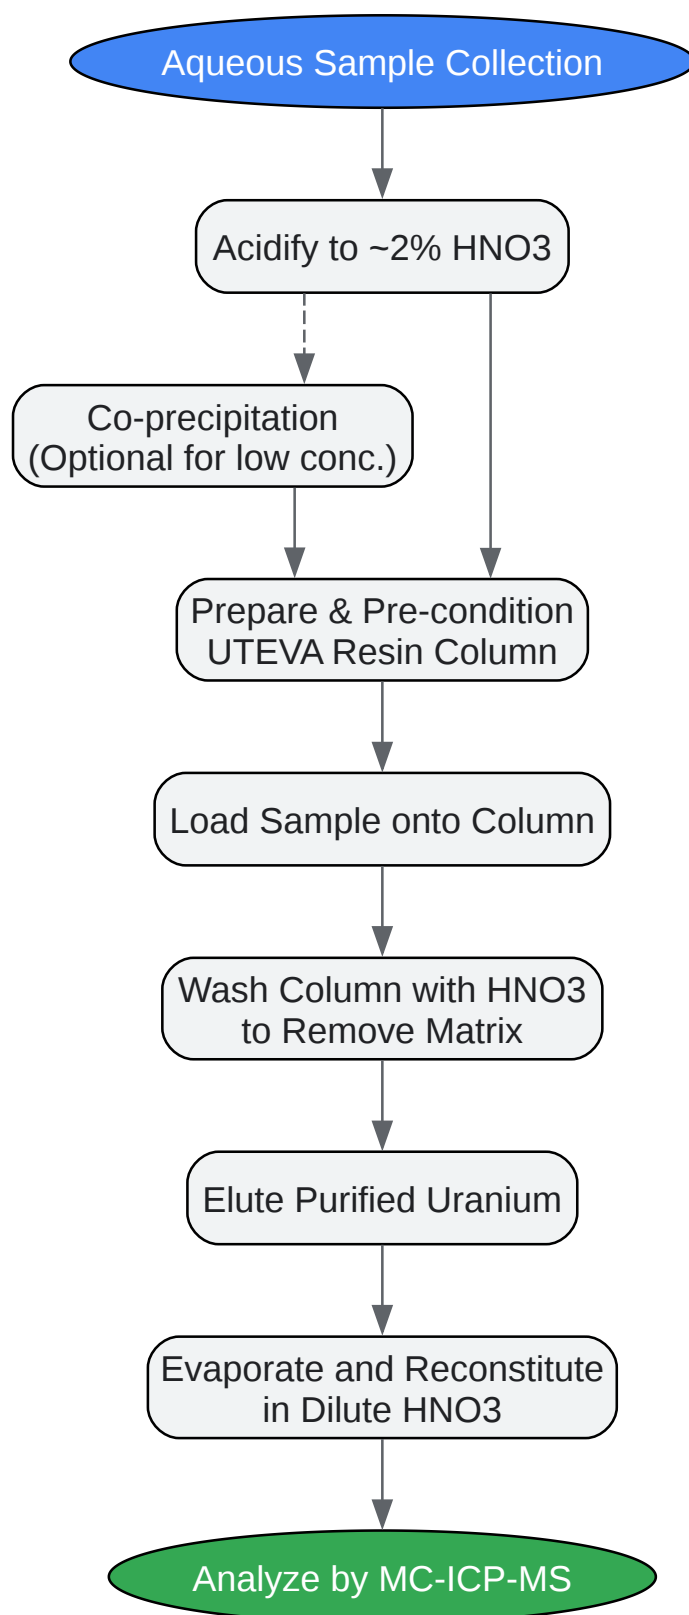 Aqueous Sample Collection
Acidify to ~2% HNO3
Co-precipitation
(Optional for low conc.)
Prepare & Pre-condition
UTEVA Resin Column
Load Sample onto Column
Wash Column with HNO3
to Remove Matrix
Elute Purified Uranium
Evaporate and Reconstitute
in Dilute HNO3
Analyze by MC-ICP-MS